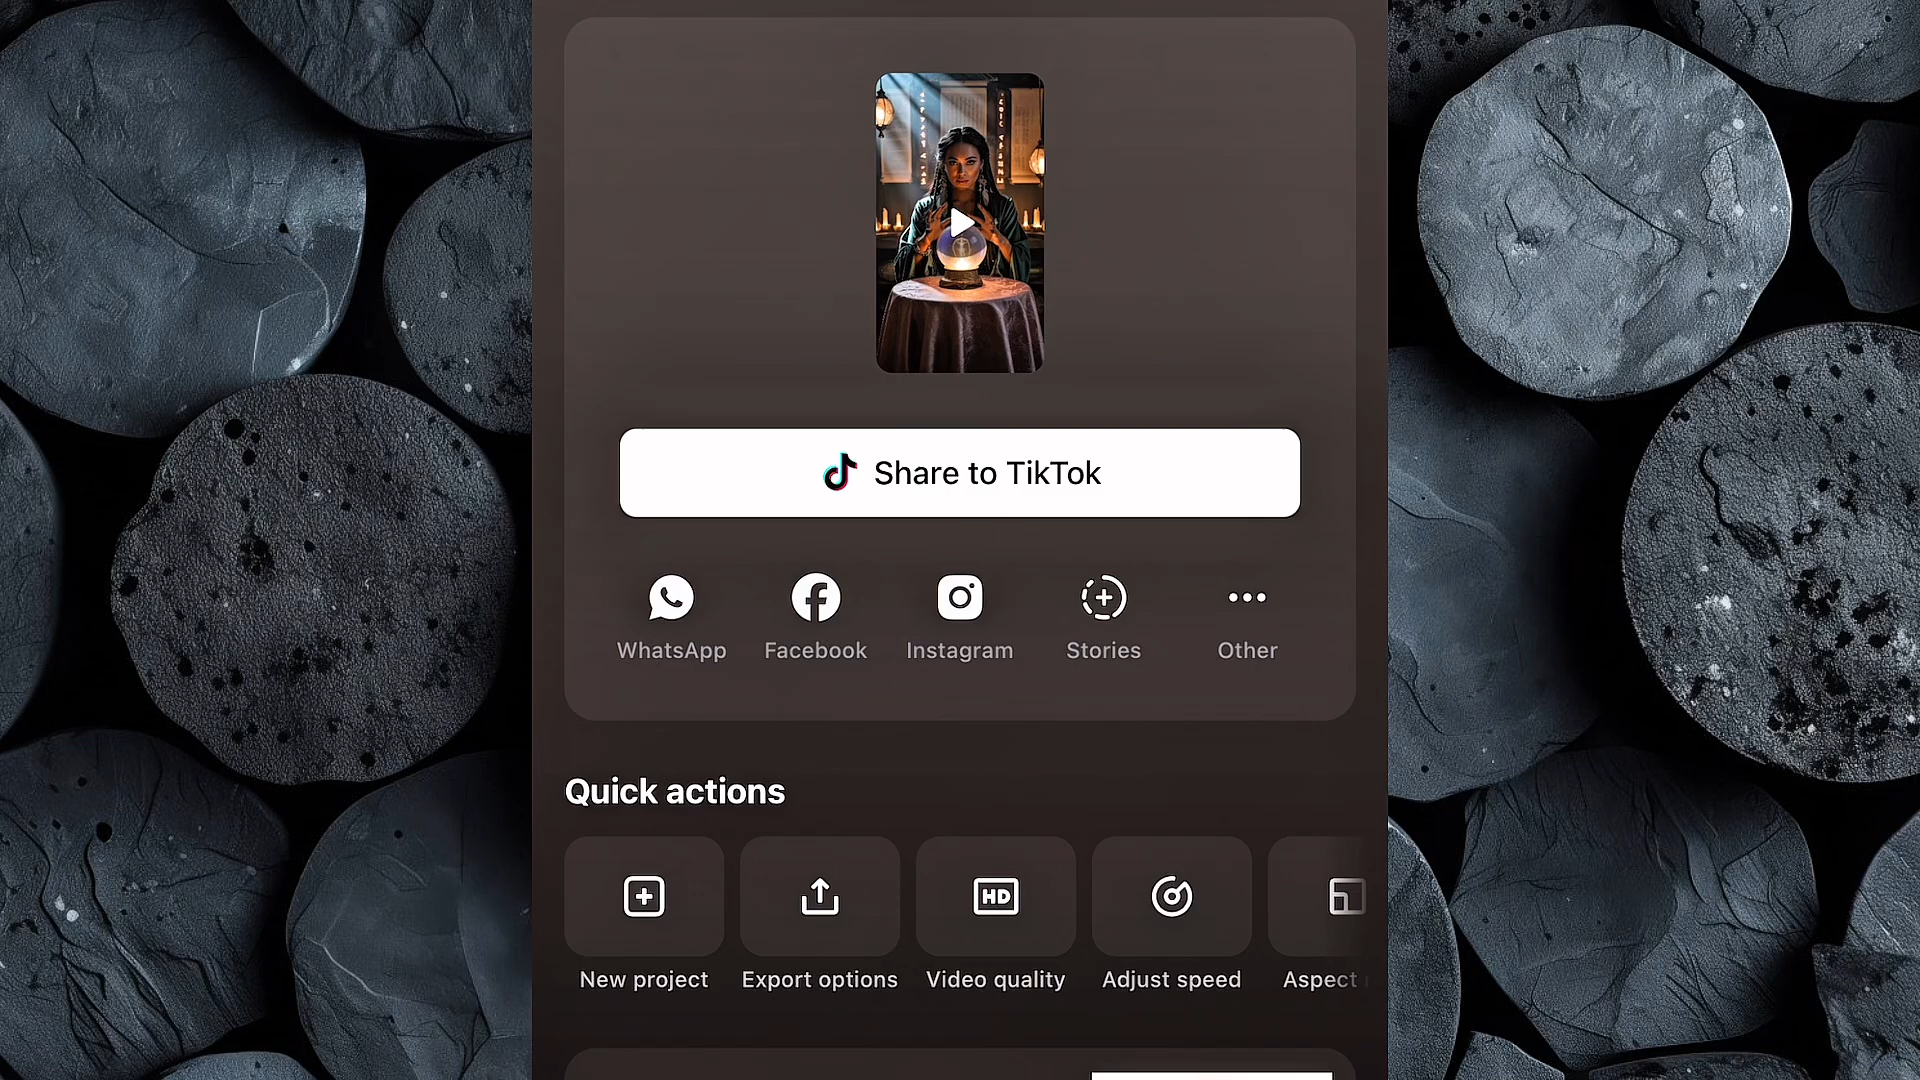 Share to TikTok
WhatsApp Facebook Instagram Stories Other
Quick actions
HD
New project Export options Video quality Adjust speed Aspect